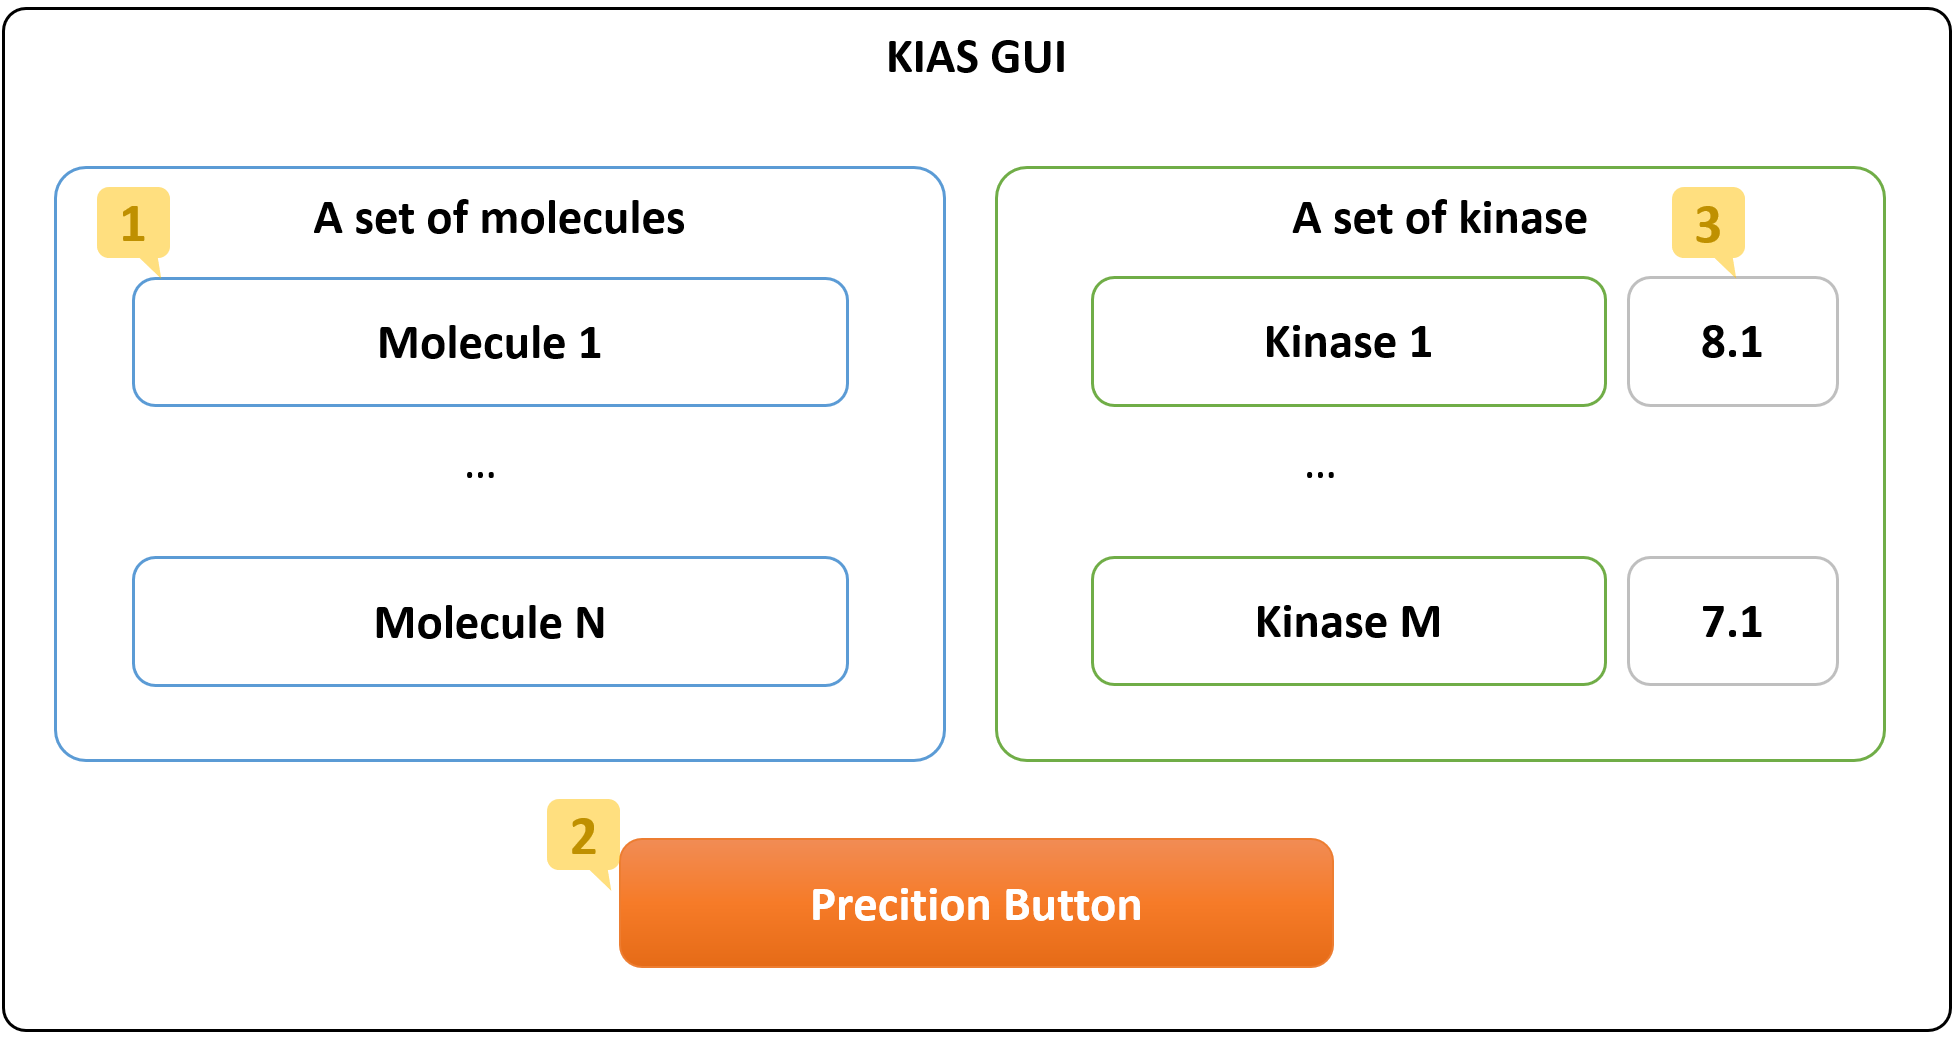 KIAS GUI
1
A set of molecules
Molecule 1
...
Molecule N
A set of kinase
3
Kinase 1
8.1
...
Kinase M
7.1
2
Precition Button